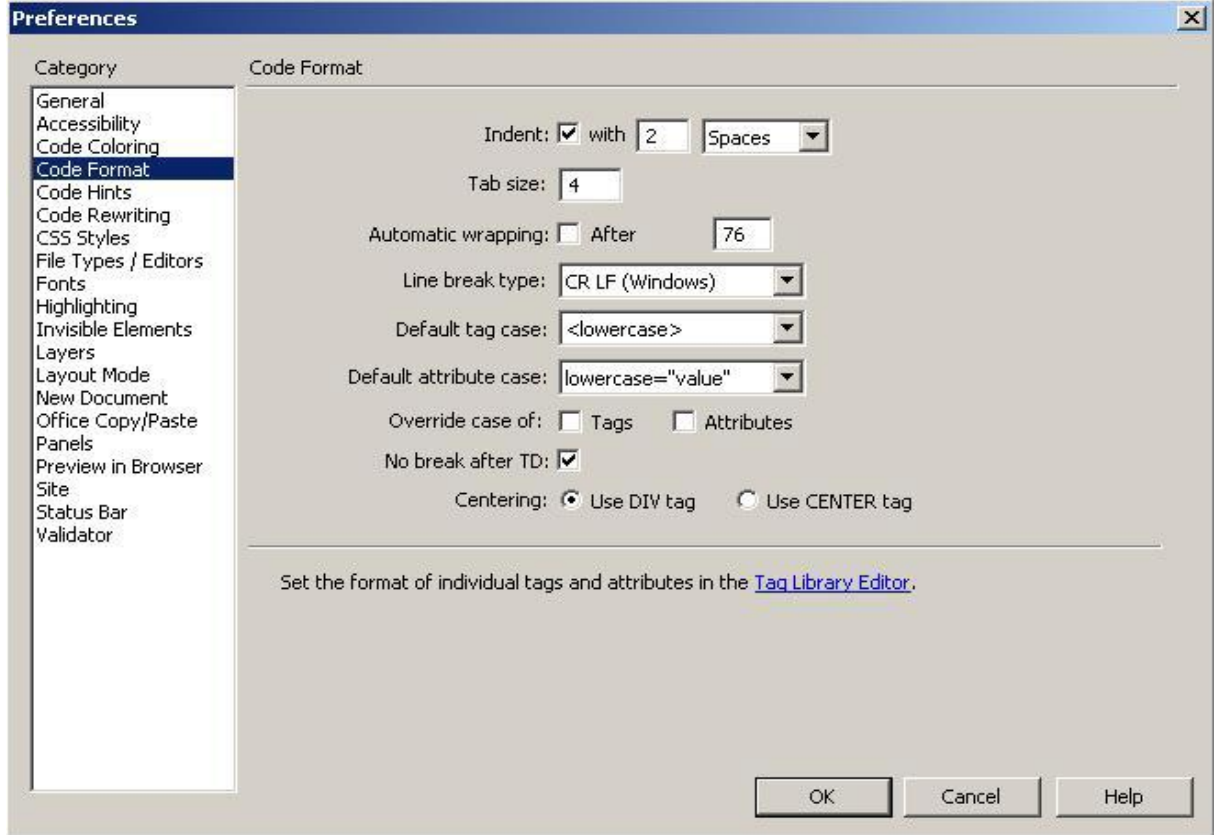 Preferences
Category
General
Accessibility
Code Coloring
Code Format
Code Hints
Code Rewriting
CSS Styles
File Types / Editors
Fonts
Highlighting
Invisible Elements
Layers
Layout Mode
New Document
Office Copy/Paste
Panels
Preview in Browser
Site
Status Bar
Validator
Code Format
Indent: with 2 Spaces
Tab size: 4
Automatic wrapping: After 76
Line break type: CR LF (Windows)
Default tag case: <lowercase>
Default attribute case: lowercase="value"
Override case of: Tags Attributes
No break after TD:
Centering: Use DIV tag Use CENTER tag
Set the format of individual tags and attributes in the Tag Library Editor.
OK Cancel Help